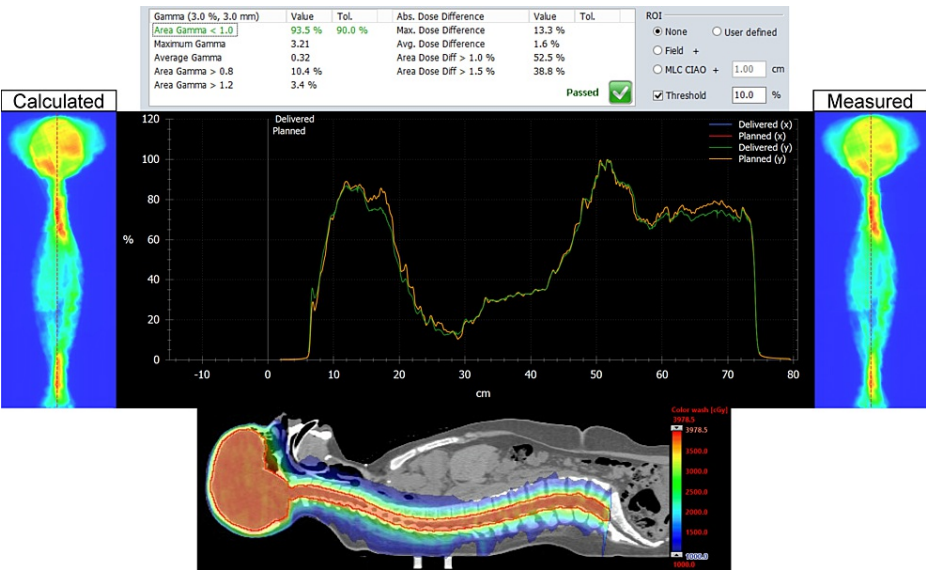 Gamma (3.0 %, 3.0 mm) Value Tol. Abs. Dose Difference Value Tol.
Area Gamma < 1.0 93.5 % 90.0 % Max. Dose Difference 13.3 %
Maximum Gamma 3.21 Avg. Dose Difference 1.6 %
Average Gamma 0.32 Area Dose Diff > 1.0 % 52.5 %
Area Gamma > 0.8 10.4 % Area Dose Diff > 1.5 % 38.8 %
Area Gamma > 1.2 3.4 %
Passed
ROI
None User defined
Field +
MLC CIAO + 1.00 cm
Threshold 10.0 %
Calculated
Measured
Delivered
Planned
Delivered (x)
Planned (x)
Delivered (y)
Planned (y)
120
100
80
%
60
40
20
0
-10 0 10 20 30 40 50 60 70 80
cm
Color wash [cGy]
3978.5
3978.5
3500.0
3000.0
2500.0
2000.0
1500.0
1000.0
1000.0